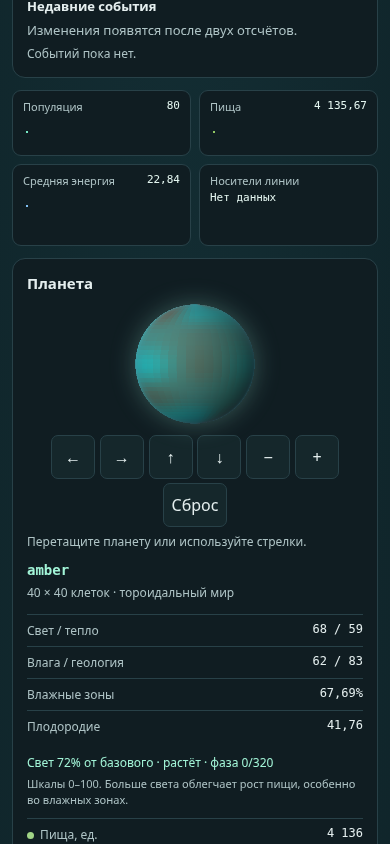 Недавние события
Изменения появятся после двух отсчётов.
Событий пока нет.
Популяция 80
Пища 4 135,67
Средняя энергия 22,84
Носители линии
Нет данных
Планета
← → ↑ ↓ − +
Сброс
Перетащите планету или используйте стрелки.
amber
40 × 40 клеток · тороидальный мир
Свет / тепло 68 / 59
Влага / геология 62 / 83
Влажные зоны 67,69%
Плодородие 41,76
Свет 72% от базового · растёт · фаза 0/320
Шкалы 0–100. Больше света облегчает рост пищи, особенно
во влажных зонах.
Пища, ед. 4 136